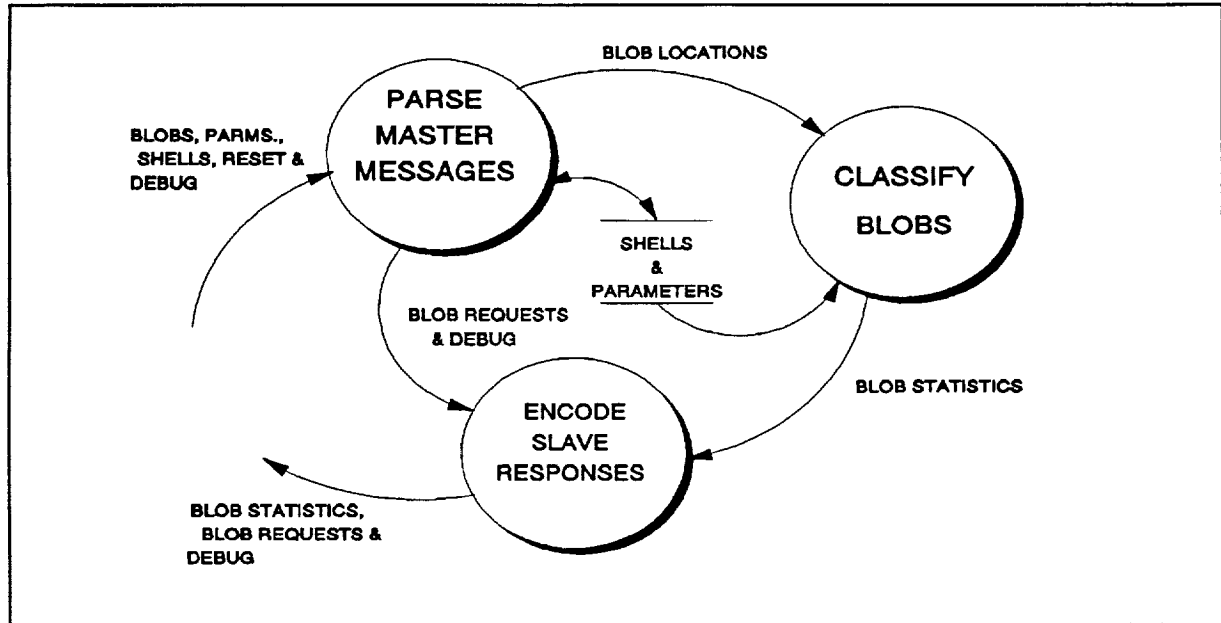 BLOB LOCATIONS
PARSE
MASTER
MESSAGES
BLOBS, PARMS.,
SHELLS, RESET &
DEBUG
CLASSIFY
BLOBS
SHELLS
&
PARAMETERS
BLOB REQUESTS
& DEBUG
BLOB STATISTICS
ENCODE
SLAVE
RESPONSES
BLOB STATISTICS,
BLOB REQUESTS &
DEBUG